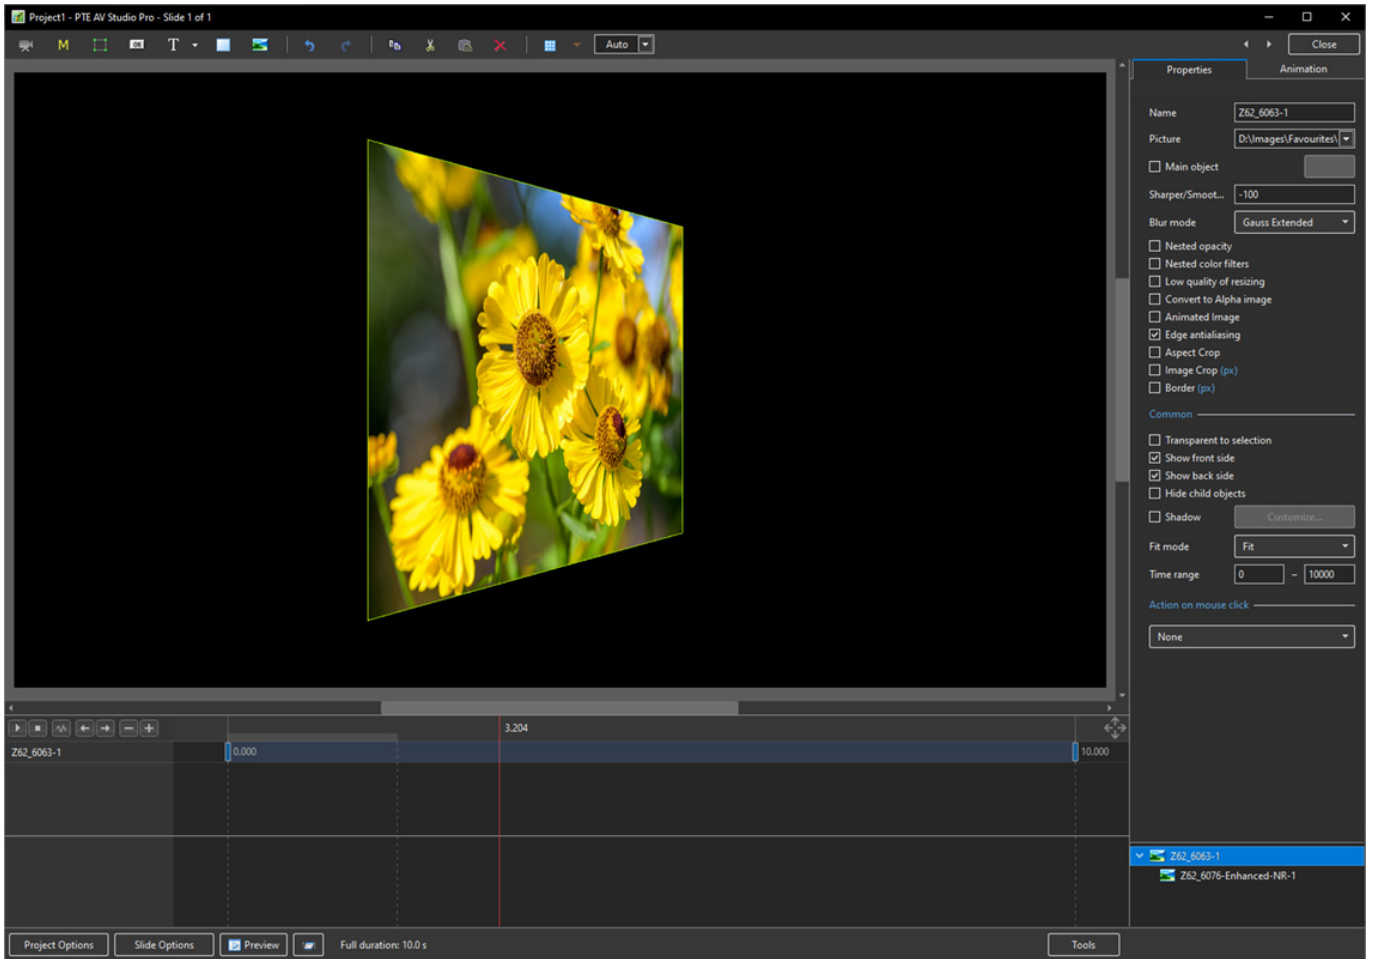 Project1 - PTE AV Studio Pro - Slide 1 of 1
M OK T Auto Close
Properties Animation
Name Z62_6063-1
Picture D:\Images\Favourites\
Main object
Sharper/Smoot... -100
Blur mode Gauss Extended
Nested opacity
Nested color filters
Low quality of resizing
Convert to Alpha image
Animated Image
Edge antialiasing
Aspect Crop
Image Crop (px)
Border (px)
Common
Transparent to selection
Show front side
Show back side
Hide child objects
Shadow Customize...
Fit mode Fit
Time range 0 – 10000
Action on mouse click
None
3.204
Z62_6063-1 0.000 10.000
Z62_6063-1
Z62_6076-Enhanced-NR-1
Project Options Slide Options Preview Full duration: 10.0 s Tools